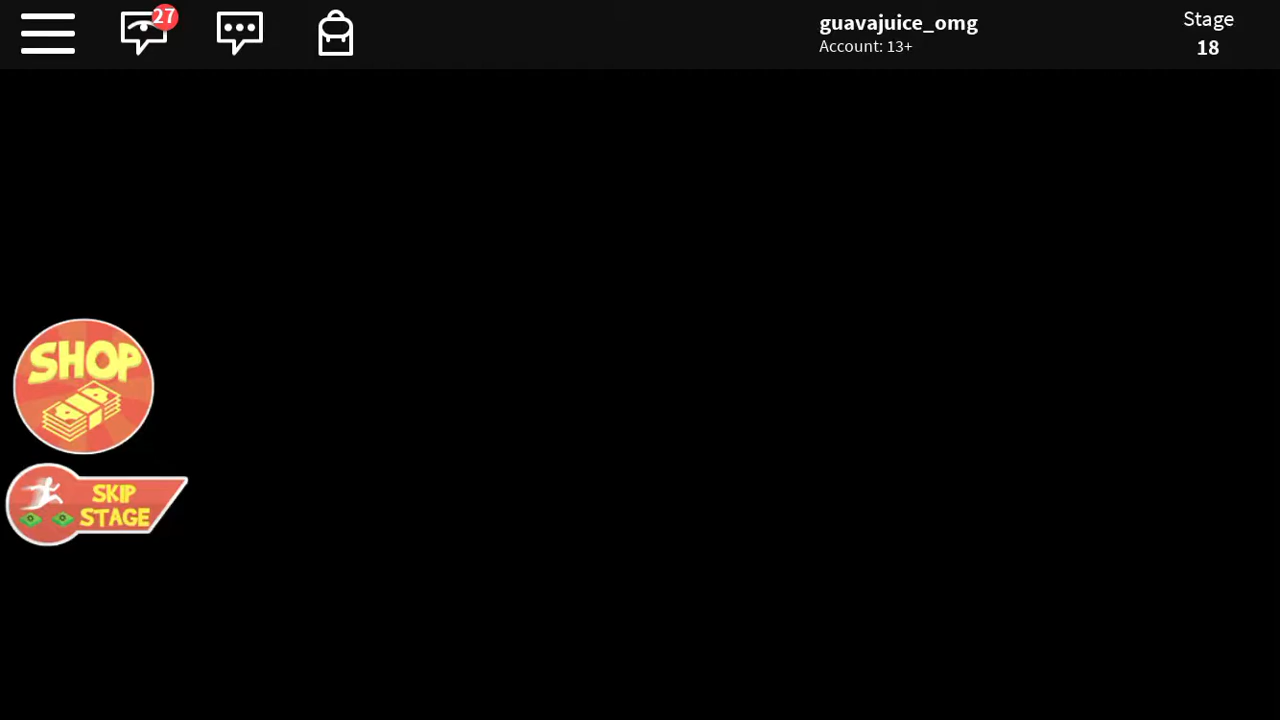 27
guavajuice_omg
Account: 13+
Stage
18
SHOP
SKIP
STAGE